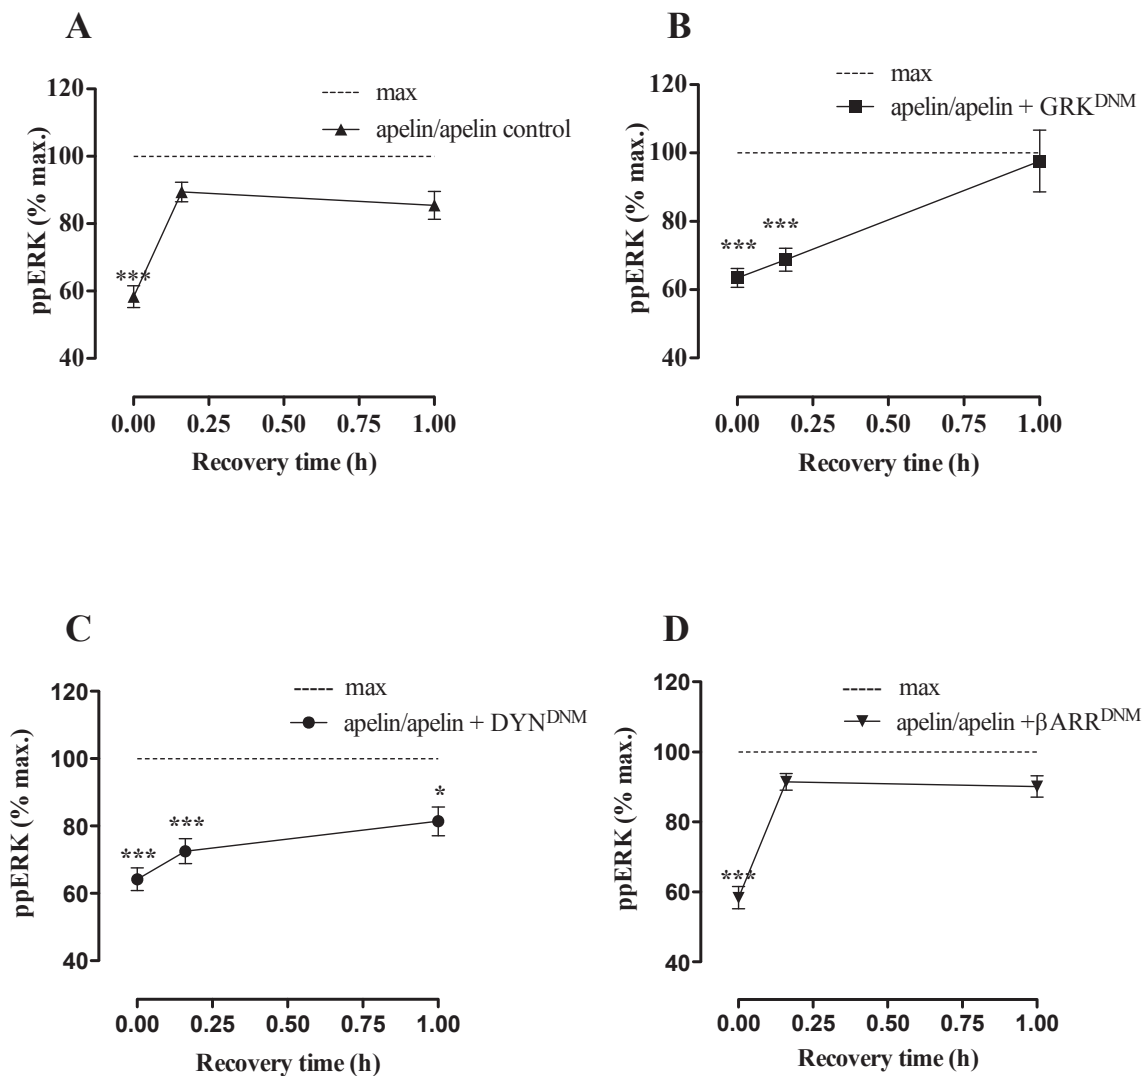 A
max
apelin/apelin control
ppERK (% max.)
120
100
80
60
40
***
0.00 0.25 0.50 0.75 1.00
Recovery time (h)
B
max
apelin/apelin + GRK^DNM
ppERK (% max.)
120
100
80
60
40
*** ***
0.00 0.25 0.50 0.75 1.00
Recovery tine (h)
C
max
apelin/apelin + DYN^DNM
ppERK (% max.)
120
100
80
60
40
*** *** *
0.00 0.25 0.50 0.75 1.00
Recovery time (h)
D
max
apelin/apelin +βARR^DNM
ppERK (% max.)
120
100
80
60
40
***
0.00 0.25 0.50 0.75 1.00
Recovery time (h)